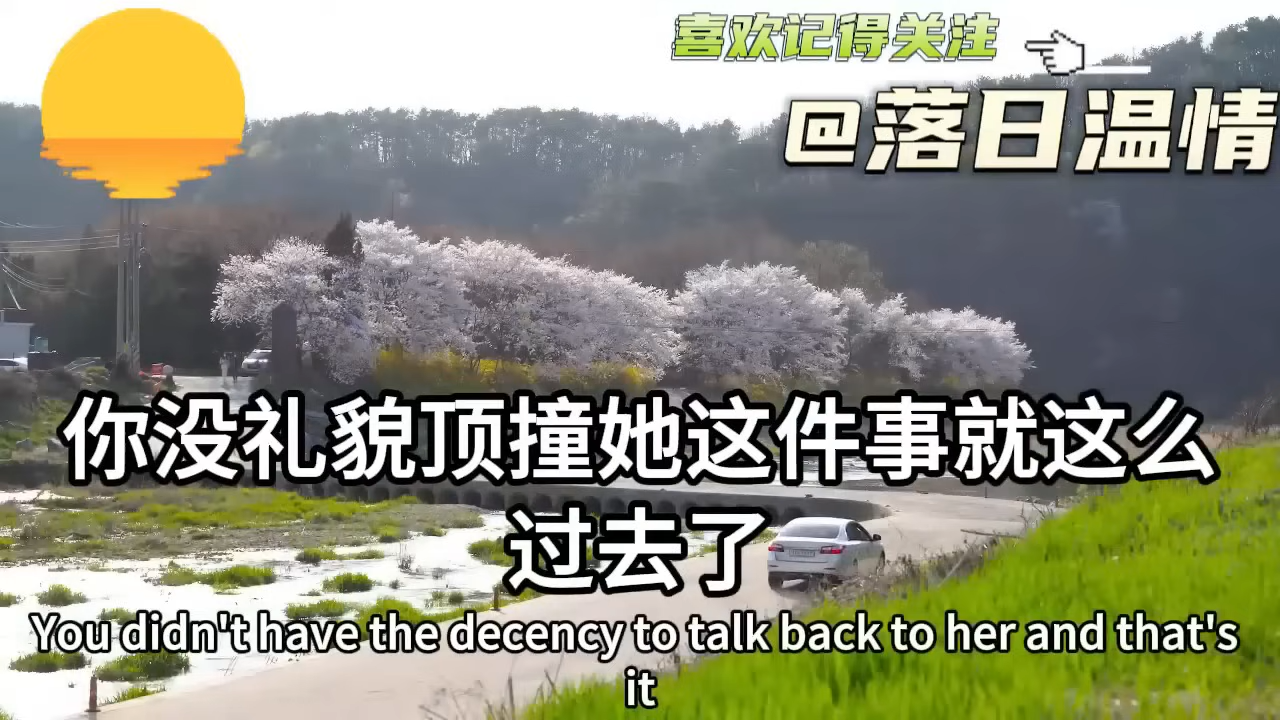 喜欢记得关注
@落日温情
你没礼貌顶撞她这件事就这么
过去了
You didn't have the decency to talk back to her and that's
it